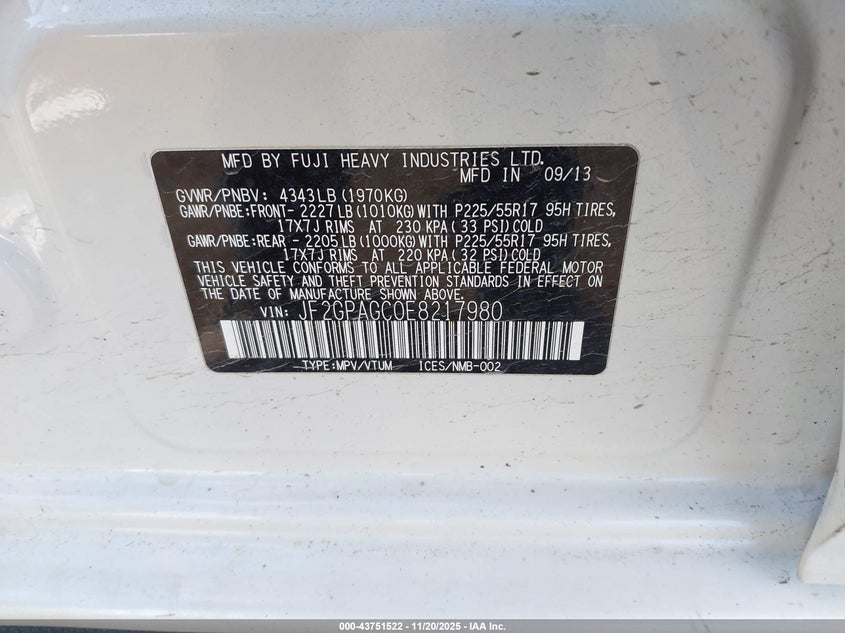 MFD BY FUJI HEAVY INDUSTRIES LTD.
MFD IN 09/13
GVWR/PNBV: 4343LB(1970KG)
GAWR/PNBE:FRONT- 2227LB(1010KG)WITH P225/55R17 95H TIRES,
17X7J RIMS AT 230 KPA( 33 PSI)COLD
GAWR/PNBE:REAR - 2205LB(1000KG)WITH P225/55R17 95H TIRES,
17X7J RIMS AT 220 KPA( 32 PSI)COLD
THIS VEHICLE CONFORMS TO ALL APPLICABLE FEDERAL MOTOR
VEHICLE SAFETY AND THEFT PREVENTION STANDARDS IN EFFECT ON
THE DATE OF MANUFACTURE SHOWN ABOVE.
VIN: JF2GPAGC0E8217980
TYPE:MPV/VTUM ICES/NMB-002
000-43751522 - 11/20/2025 - IAA Inc.